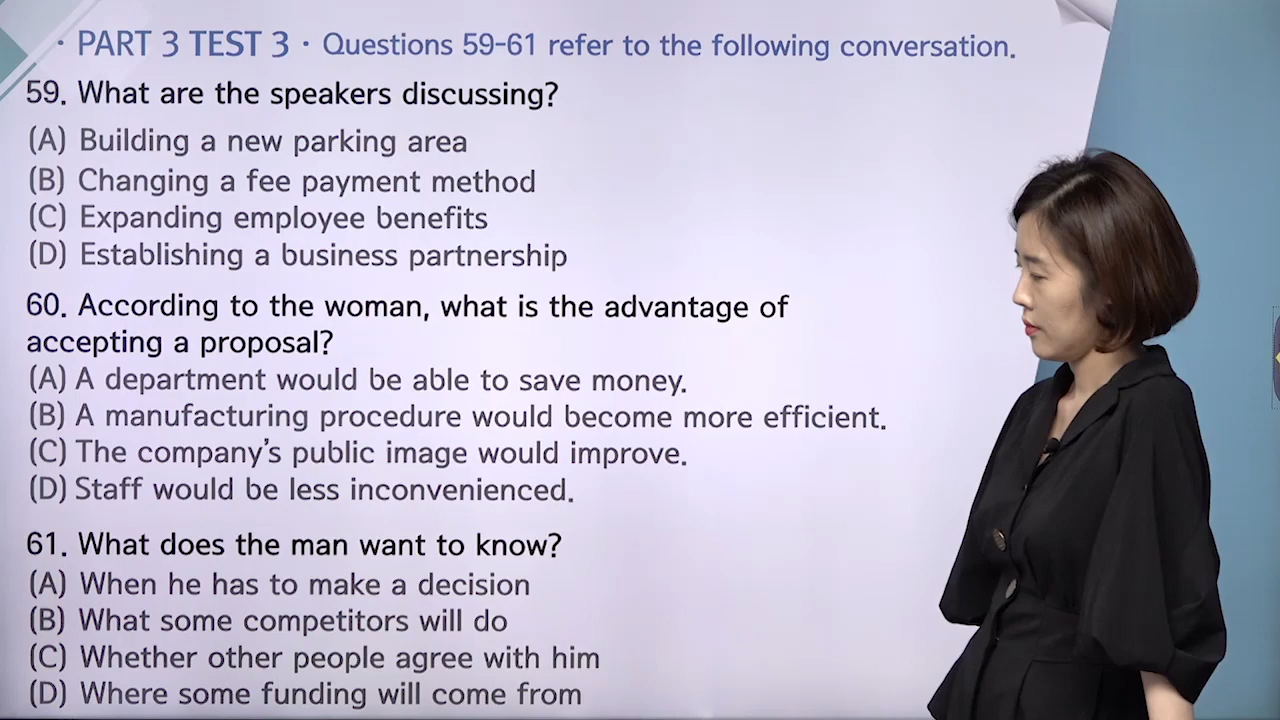 · PART 3 TEST 3 · Questions 59-61 refer to the following conversation.
59. What are the speakers discussing?
(A) Building a new parking area
(B) Changing a fee payment method
(C) Expanding employee benefits
(D) Establishing a business partnership
60. According to the woman, what is the advantage of
accepting a proposal?
(A) A department would be able to save money.
(B) A manufacturing procedure would become more efficient.
(C) The company's public image would improve.
(D) Staff would be less inconvenienced.
61. What does the man want to know?
(A) When he has to make a decision
(B) What some competitors will do
(C) Whether other people agree with him
(D) Where some funding will come from